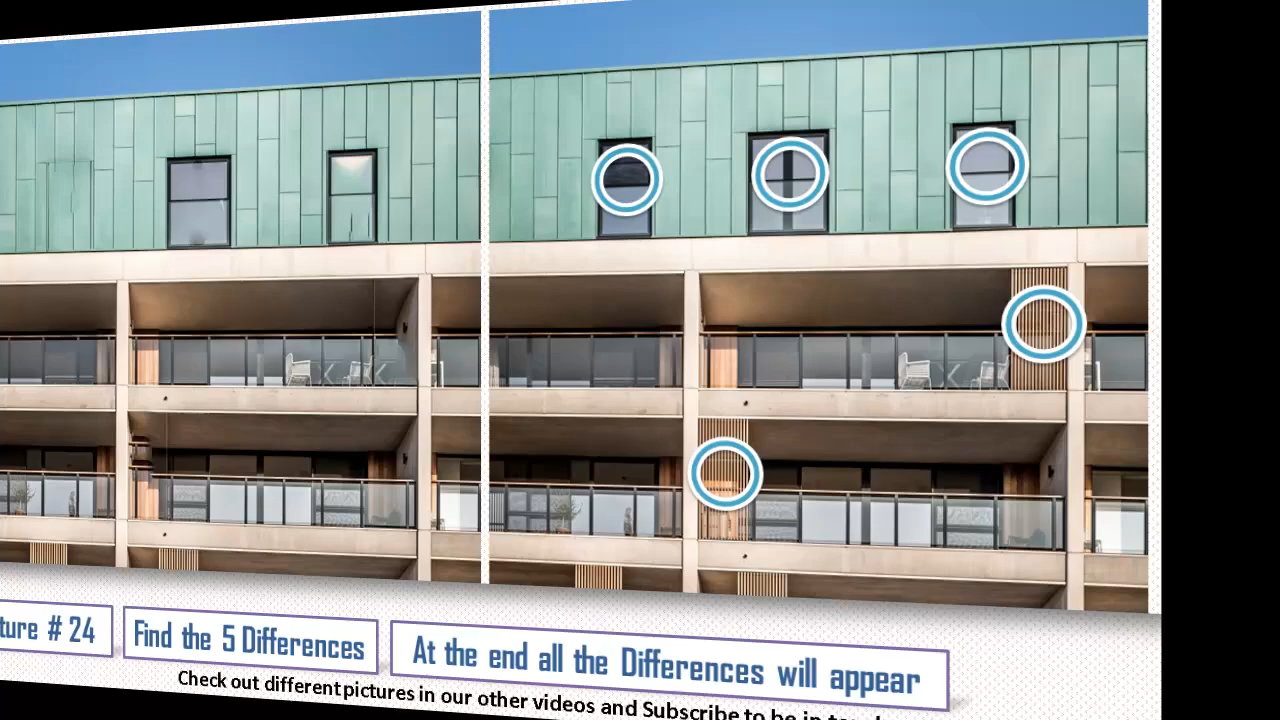 ture # 24
Find the 5 Differences
At the end all the Differences will appear
Check out different pictures in our other videos and Subscribe to be in